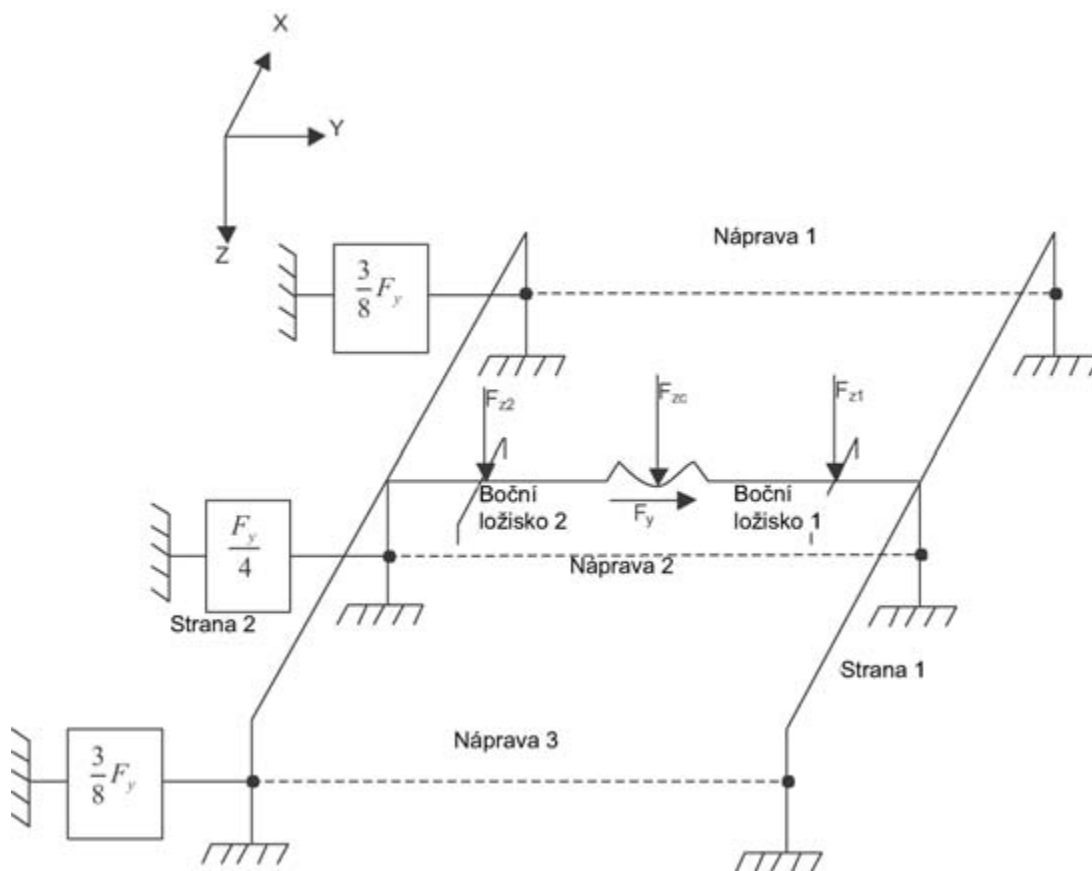 X
Y
Z
Náprava 1
3/8 F_y
F_z2
F_zc
F_z1
Boční
ložisko 2
F_y
Boční
ložisko 1
F_y/4
Náprava 2
Strana 2
Strana 1
Náprava 3
3/8 F_y